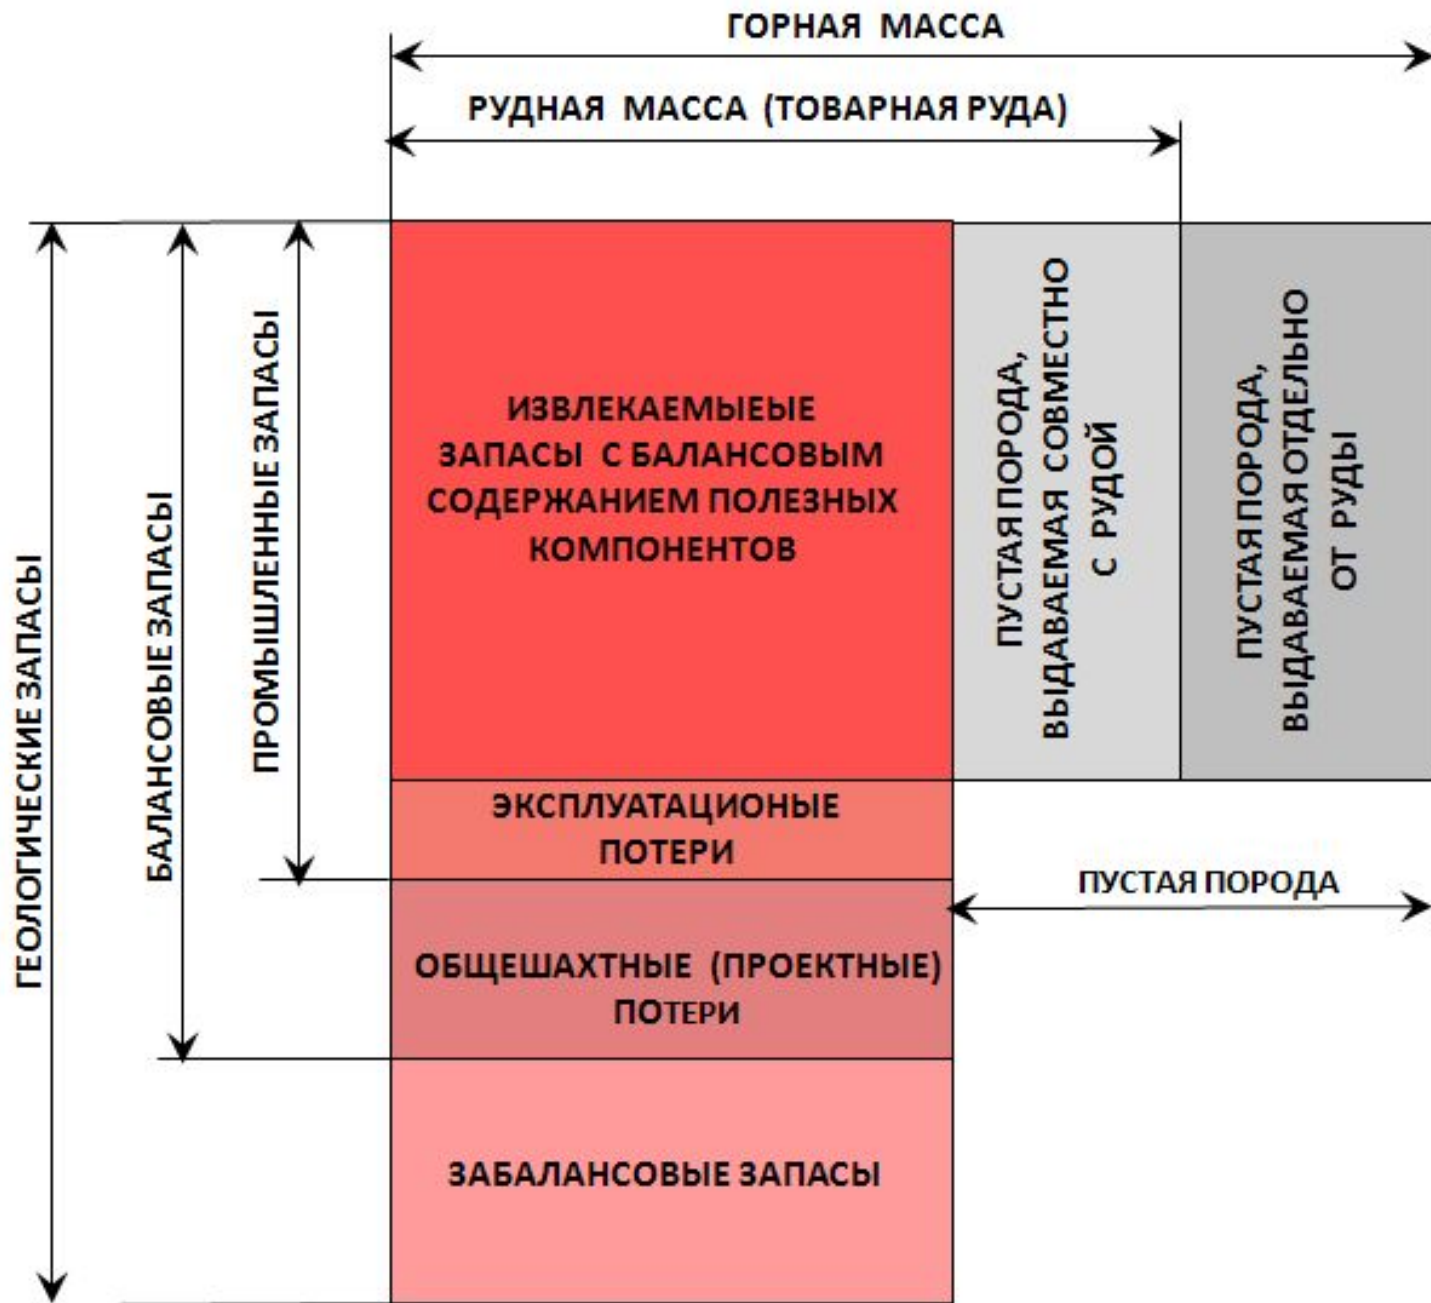 ГОРНАЯ МАССА
РУДНАЯ МАССА (ТОВАРНАЯ РУДА)
ГЕОЛОГИЧЕСКИЕ ЗАПАСЫ
БАЛАНСОВЫЕ ЗАПАСЫ
ПРОМЫШЛЕННЫЕ ЗАПАСЫ
ИЗВЛЕКАЕМЫЕЫЕ
ЗАПАСЫ С БАЛАНСОВЫМ
СОДЕРЖАНИЕМ ПОЛЕЗНЫХ
КОМПОНЕНТОВ
ПУСТАЯ ПОРОДА,
ВЫДАВАЕМАЯ СОВМЕСТНО
С РУДОЙ
ПУСТАЯ ПОРОДА,
ВЫДАВАЕМАЯ ОТДЕЛЬНО
ОТ РУДЫ
ЭКСПЛУАТАЦИОНЫЕ
ПОТЕРИ
ПУСТАЯ ПОРОДА
ОБЩЕШАХТНЫЕ (ПРОЕКТНЫЕ)
ПОТЕРИ
ЗАБАЛАНСОВЫЕ ЗАПАСЫ